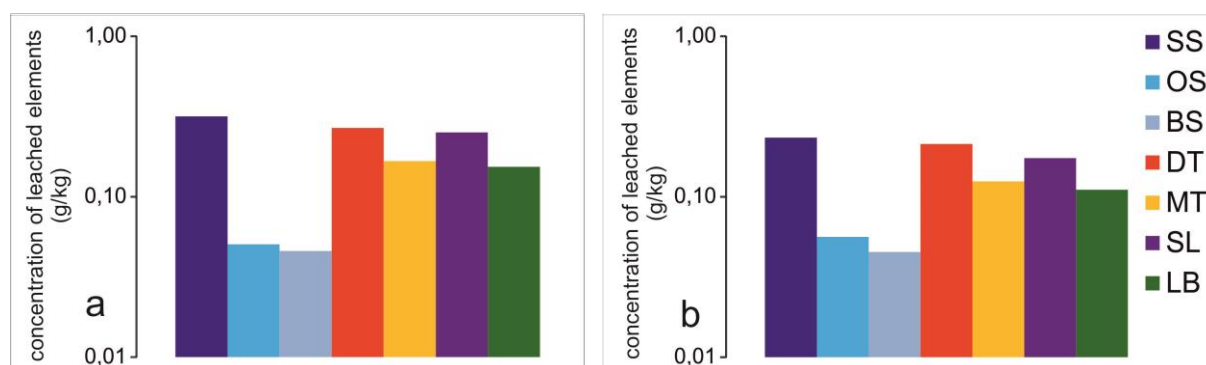 concentration of leached elements
(g/kg)
1,00
0,10
0,01
a
concentration of leached elements
(g/kg)
1,00
0,10
0,01
b
SS
OS
BS
DT
MT
SL
LB